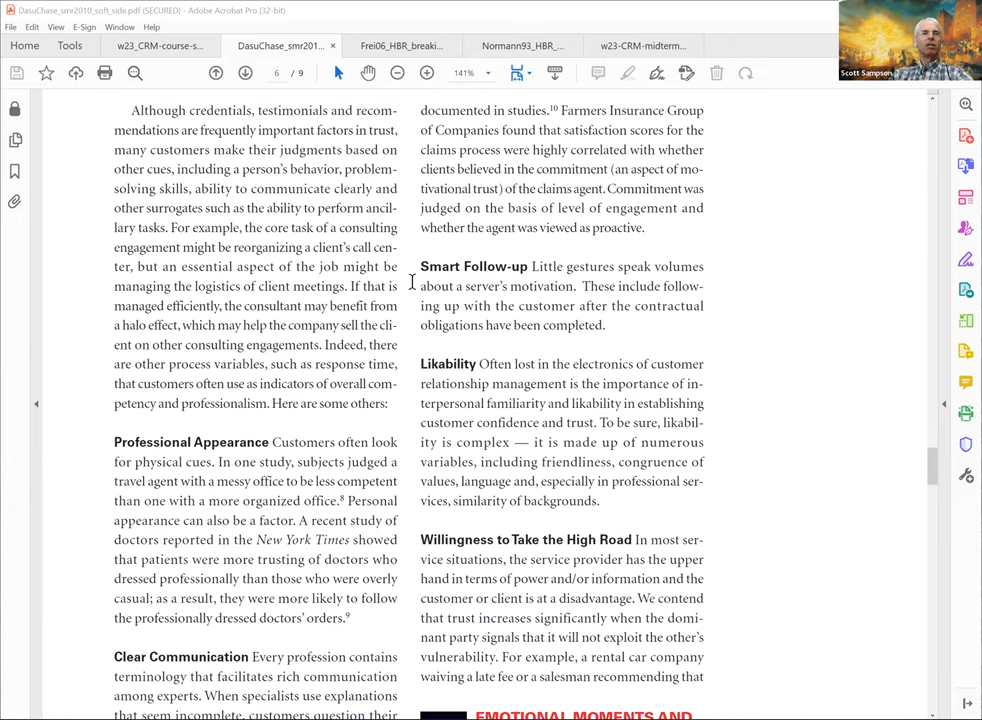 DasuChase_smr2010_soft_side.pdf (SECURED) - Adobe Acrobat Pro (32-bit)
File Edit View E-Sign Window Help
Home Tools w23_CRM-course-s... DasuChase_smr201... × Frei06_HBR_breaki... Normann93_HBR_... w23-CRM-midterm...
6 / 9 141%
Scott Sampson
Although credentials, testimonials and recom-
mendations are frequently important factors in trust,
many customers make their judgments based on
other cues, including a person's behavior, problem-
solving skills, ability to communicate clearly and
other surrogates such as the ability to perform ancil-
lary tasks. For example, the core task of a consulting
engagement might be reorganizing a client's call cen-
ter, but an essential aspect of the job might be
managing the logistics of client meetings. If that is
managed efficiently, the consultant may benefit from
a halo effect, which may help the company sell the cli-
ent on other consulting engagements. Indeed, there
are other process variables, such as response time,
that customers often use as indicators of overall com-
petency and professionalism. Here are some others:
Professional Appearance Customers often look
for physical cues. In one study, subjects judged a
travel agent with a messy office to be less competent
than one with a more organized office.8 Personal
appearance can also be a factor. A recent study of
doctors reported in the New York Times showed
that patients were more trusting of doctors who
dressed professionally than those who were overly
casual; as a result, they were more likely to follow
the professionally dressed doctors' orders.9
Clear Communication Every profession contains
terminology that facilitates rich communication
among experts. When specialists use explanations
that seem incomplete, customers question their
documented in studies.10 Farmers Insurance Group
of Companies found that satisfaction scores for the
claims process were highly correlated with whether
clients believed in the commitment (an aspect of mo-
tivational trust) of the claims agent. Commitment was
judged on the basis of level of engagement and
whether the agent was viewed as proactive.
Smart Follow-up Little gestures speak volumes
about a server's motivation. These include follow-
ing up with the customer after the contractual
obligations have been completed.
Likability Often lost in the electronics of customer
relationship management is the importance of in-
terpersonal familiarity and likability in establishing
customer confidence and trust. To be sure, likabil-
ity is complex — it is made up of numerous
variables, including friendliness, congruence of
values, language and, especially in professional ser-
vices, similarity of backgrounds.
Willingness to Take the High Road In most ser-
vice situations, the service provider has the upper
hand in terms of power and/or information and the
customer or client is at a disadvantage. We contend
that trust increases significantly when the domi-
nant party signals that it will not exploit the other's
vulnerability. For example, a rental car company
waiving a late fee or a salesman recommending that
EMOTIONAL MOMENTS AND